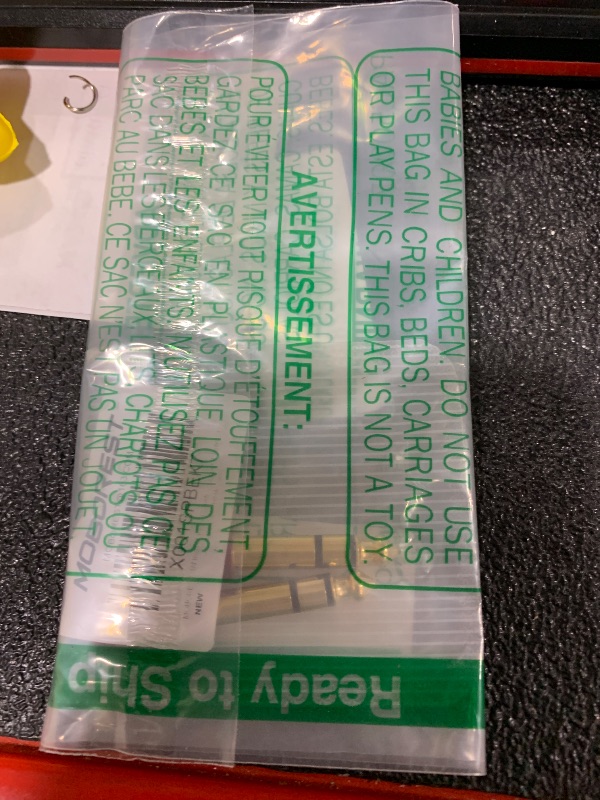 BABIES AND CHILDREN. DO NOT USE
THIS BAG IN CRIBS, BEDS, CARRIAGES
OR PLAY PENS. THIS BAG IS NOT A TOY.
AVERTISSEMENT:
POUR EVITER TOUT RISQUE D'ETOUFFEMENT
GARDEZ CE SAC EN PLASTIQUE LOIN DES
BEBES ET LES ENFANTS. N'UTILISEZ PAS CE
SAC DANS LES BERCEAUX, LITS, CHARIOTS OU
PARC AU BEBE. CE SAC N'EST PAS UN JOUET.
New
Ready to Ship